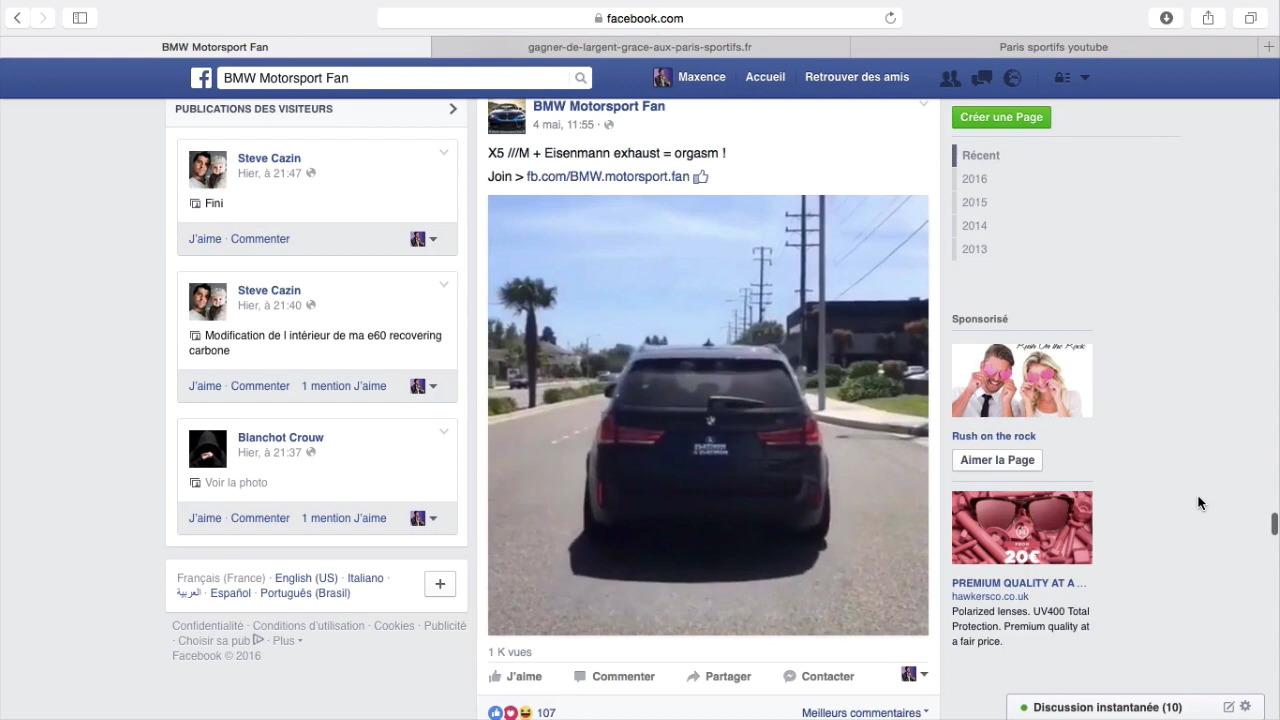 facebook.com
BMW Motorsport Fan
gagner-de-largent-grace-aux-paris-sportifs.fr
Paris sportifs youtube
BMW Motorsport Fan
Maxence
Accueil
Retrouver des amis
PUBLICATIONS DES VISITEURS
Steve Cazin
Hier, à 21:47
Fini
J'aime · Commenter
Steve Cazin
Hier, à 21:40
Modification de l intérieur de ma e60 recovering
carbone
J'aime · Commenter 1 mention J'aime
Blanchot Crouw
Hier, à 21:37
Voir la photo
J'aime · Commenter 1 mention J'aime
Français (France) · English (US) · Italiano ·
العربية · Español · Português (Brasil)
Confidentialité · Conditions d'utilisation · Cookies · Publicité
· Choisir sa pub · Plus
Facebook © 2016
BMW Motorsport Fan
4 mai, 11:55 ·
X5 ///M + Eisenmann exhaust = orgasm !
Join > fb.com/BMW.motorsport.fan
1 K vues
J'aime
Commenter
Partager
Contacter
107
Meilleurs commentaires
Créer une Page
Récent
2016
2015
2014
2013
Sponsorisé
Rush On the Rock
Rush on the rock
Aimer la Page
FROM
20€
PREMIUM QUALITY AT A ...
hawkersco.co.uk
Polarized lenses. UV400 Total
Protection. Premium quality at
a fair price.
Discussion instantanée (10)